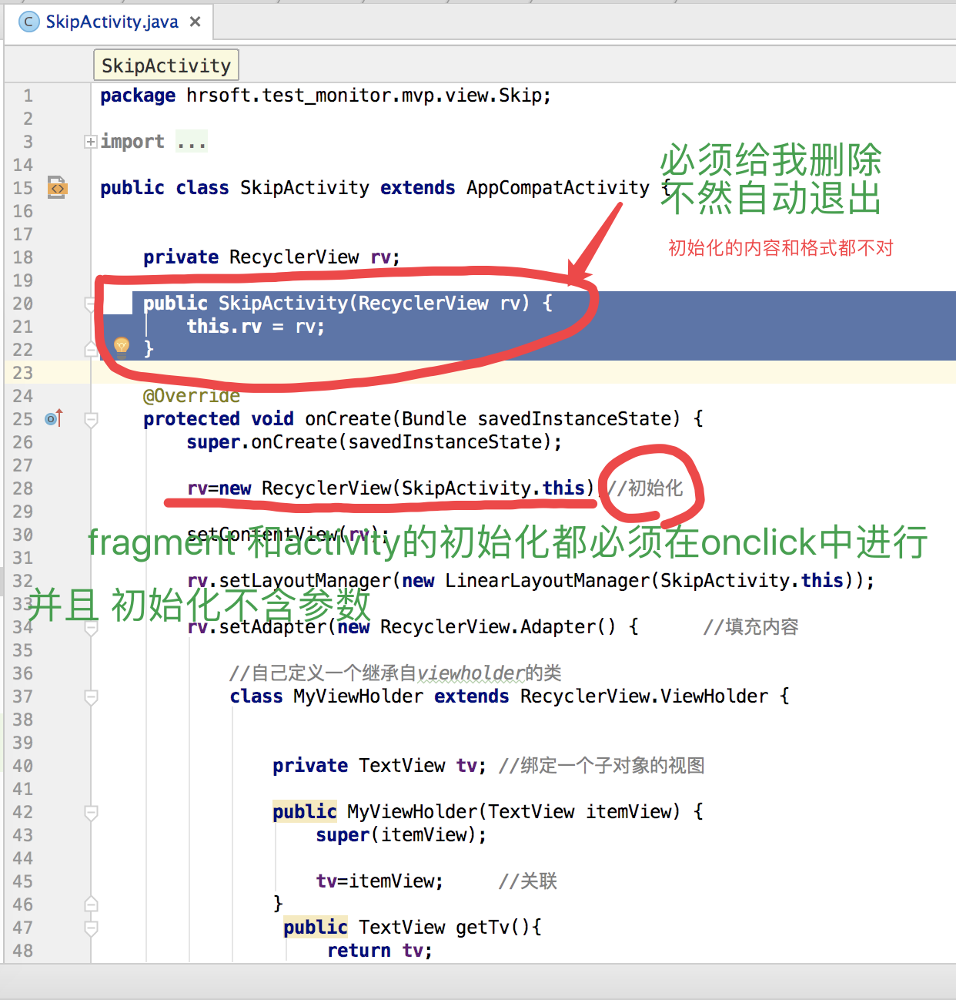 SkipActivity.java
SkipActivity
1 package hrsoft.test_monitor.mvp.view.Skip;
2
3 import ...
14
必须给我删除
15 public class SkipActivity extends AppCompatActivity {
不然自动退出
16
17
初始化的内容和格式都不对
18 private RecyclerView rv;
19
20 public SkipActivity(RecyclerView rv) {
21 this.rv = rv;
22 }
23
24 @Override
25 protected void onCreate(Bundle savedInstanceState) {
26 super.onCreate(savedInstanceState);
27
28 rv=new RecyclerView(SkipActivity.this) //初始化
29
30 setContentView(rv);
fragment 和activity的初始化都必须在onclick中进行
31
32 rv.setLayoutManager(new LinearLayoutManager(SkipActivity.this));
33
并且 初始化不含参数
34 rv.setAdapter(new RecyclerView.Adapter() { //填充内容
35
36 //自己定义一个继承自viewholder的类
37 class MyViewHolder extends RecyclerView.ViewHolder {
38
39
40 private TextView tv; //绑定一个子对象的视图
41
42 public MyViewHolder(TextView itemView) {
43 super(itemView);
44
45 tv=itemView; //关联
46 }
47 public TextView getTv(){
48 return tv;